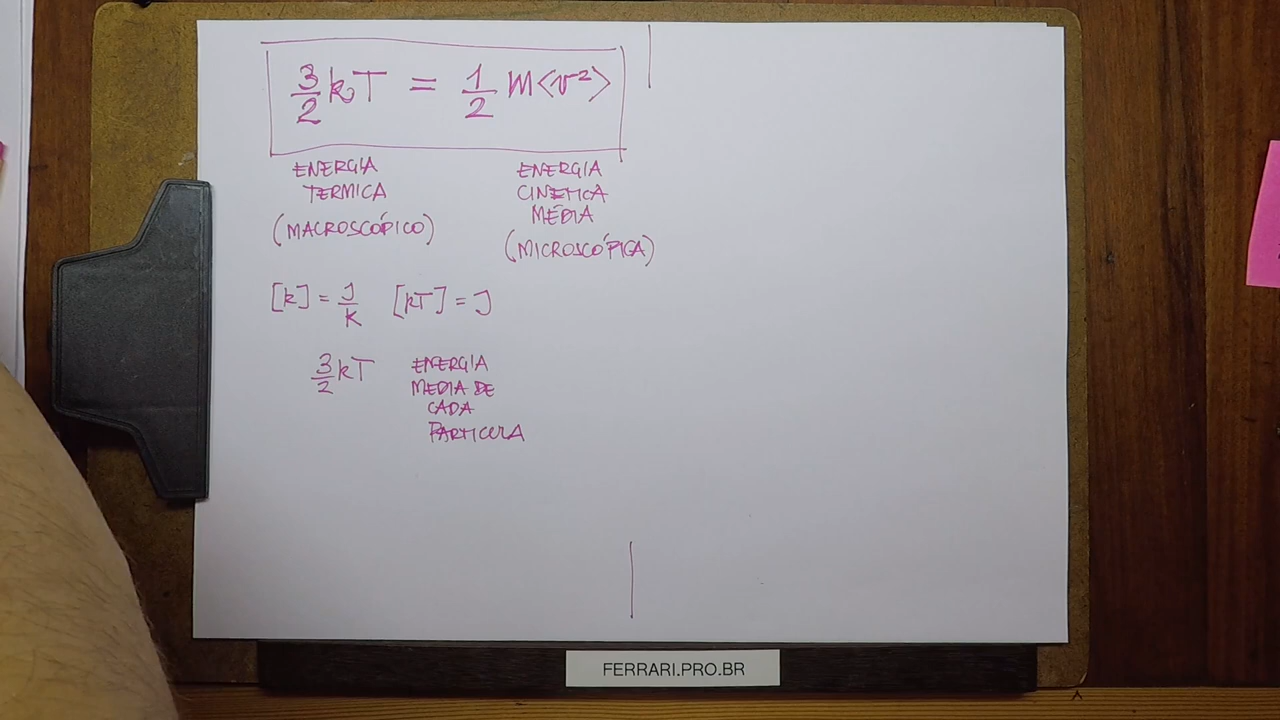 3/2 kT = 1/2 m<v²>
ENERGIA
TERMICA
(MACROSCÓPICO)
ENERGIA
CINETICA
MÉDIA
(MICROSCÓPICA)
[k] = J/K [kT] = J
3/2 kT
ENERGIA
MEDIA DE
CADA
PARTICULA
FERRARI.PRO.BR